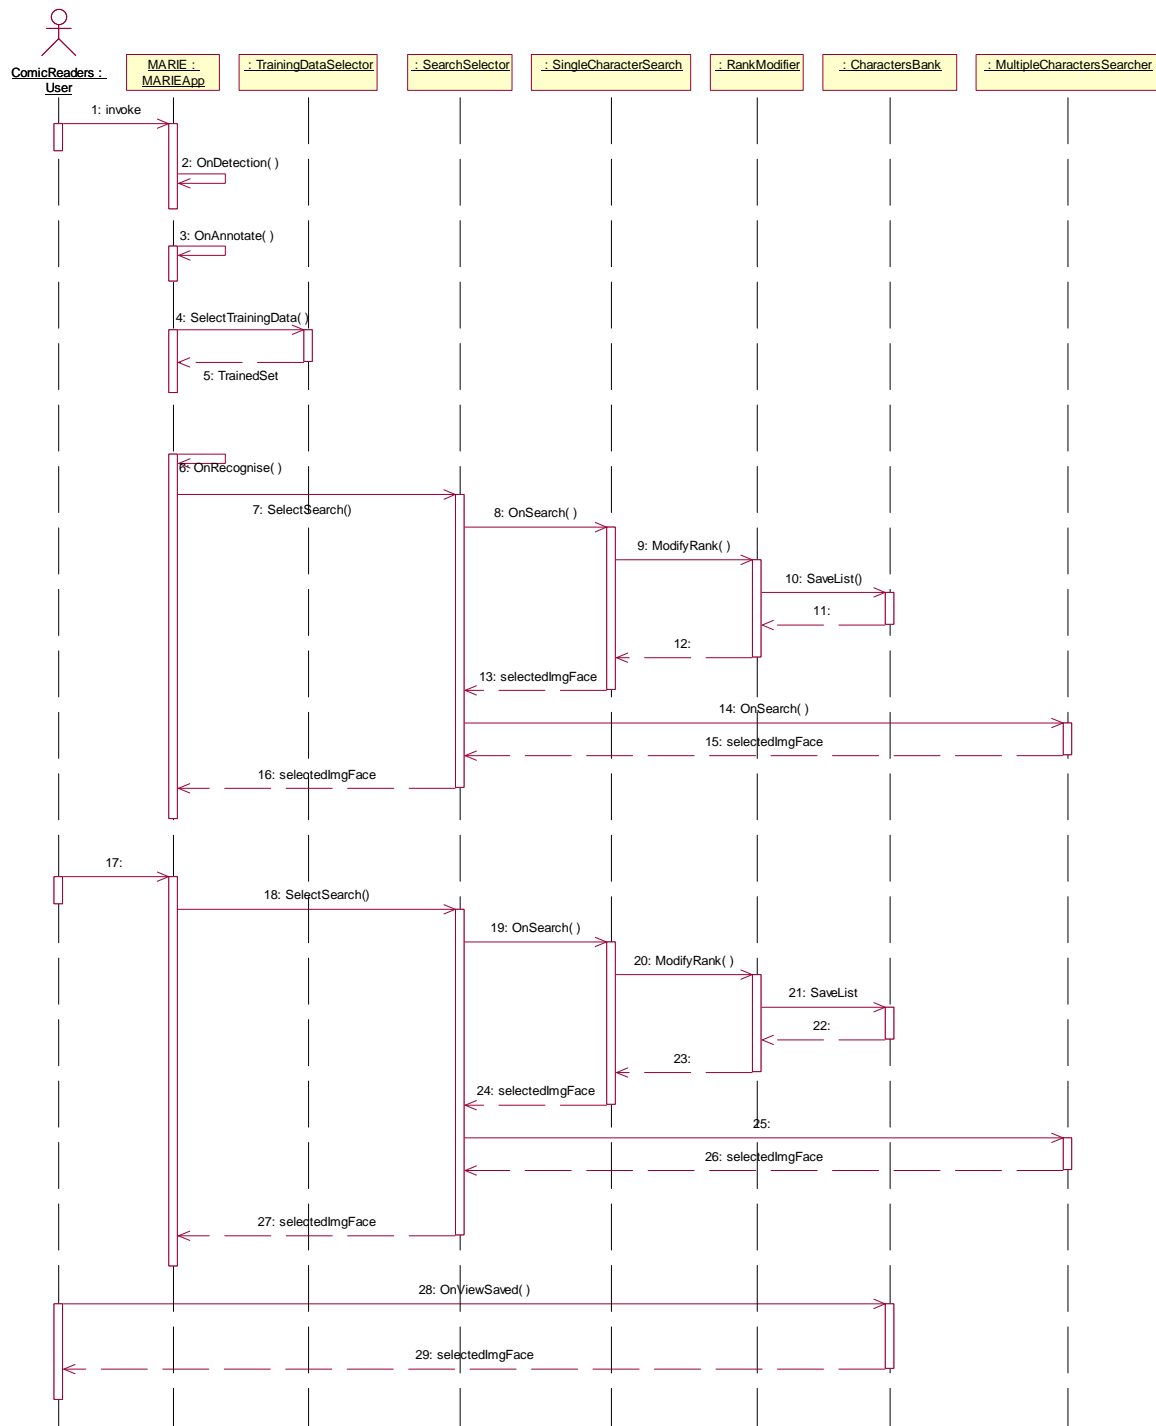 ComicReaders :
User
MARIE :
MARIEApp
: TrainingDataSelector
: SearchSelector
: SingleCharacterSearch
: RankModifier
: CharactersBank
: MultipleCharactersSearcher
1: invoke
2: OnDetection( )
3: OnAnnotate( )
4: SelectTrainingData( )
5: TrainedSet
6: OnRecognise( )
7: SelectSearch()
8: OnSearch( )
9: ModifyRank( )
10: SaveList()
11:
12:
13: selectedImgFace
14: OnSearch( )
15: selectedImgFace
16: selectedImgFace
17:
18: SelectSearch()
19: OnSearch( )
20: ModifyRank( )
21: SaveList
22:
23:
24: selectedImgFace
25:
26: selectedImgFace
27: selectedImgFace
28: OnViewSaved( )
29: selectedImgFace